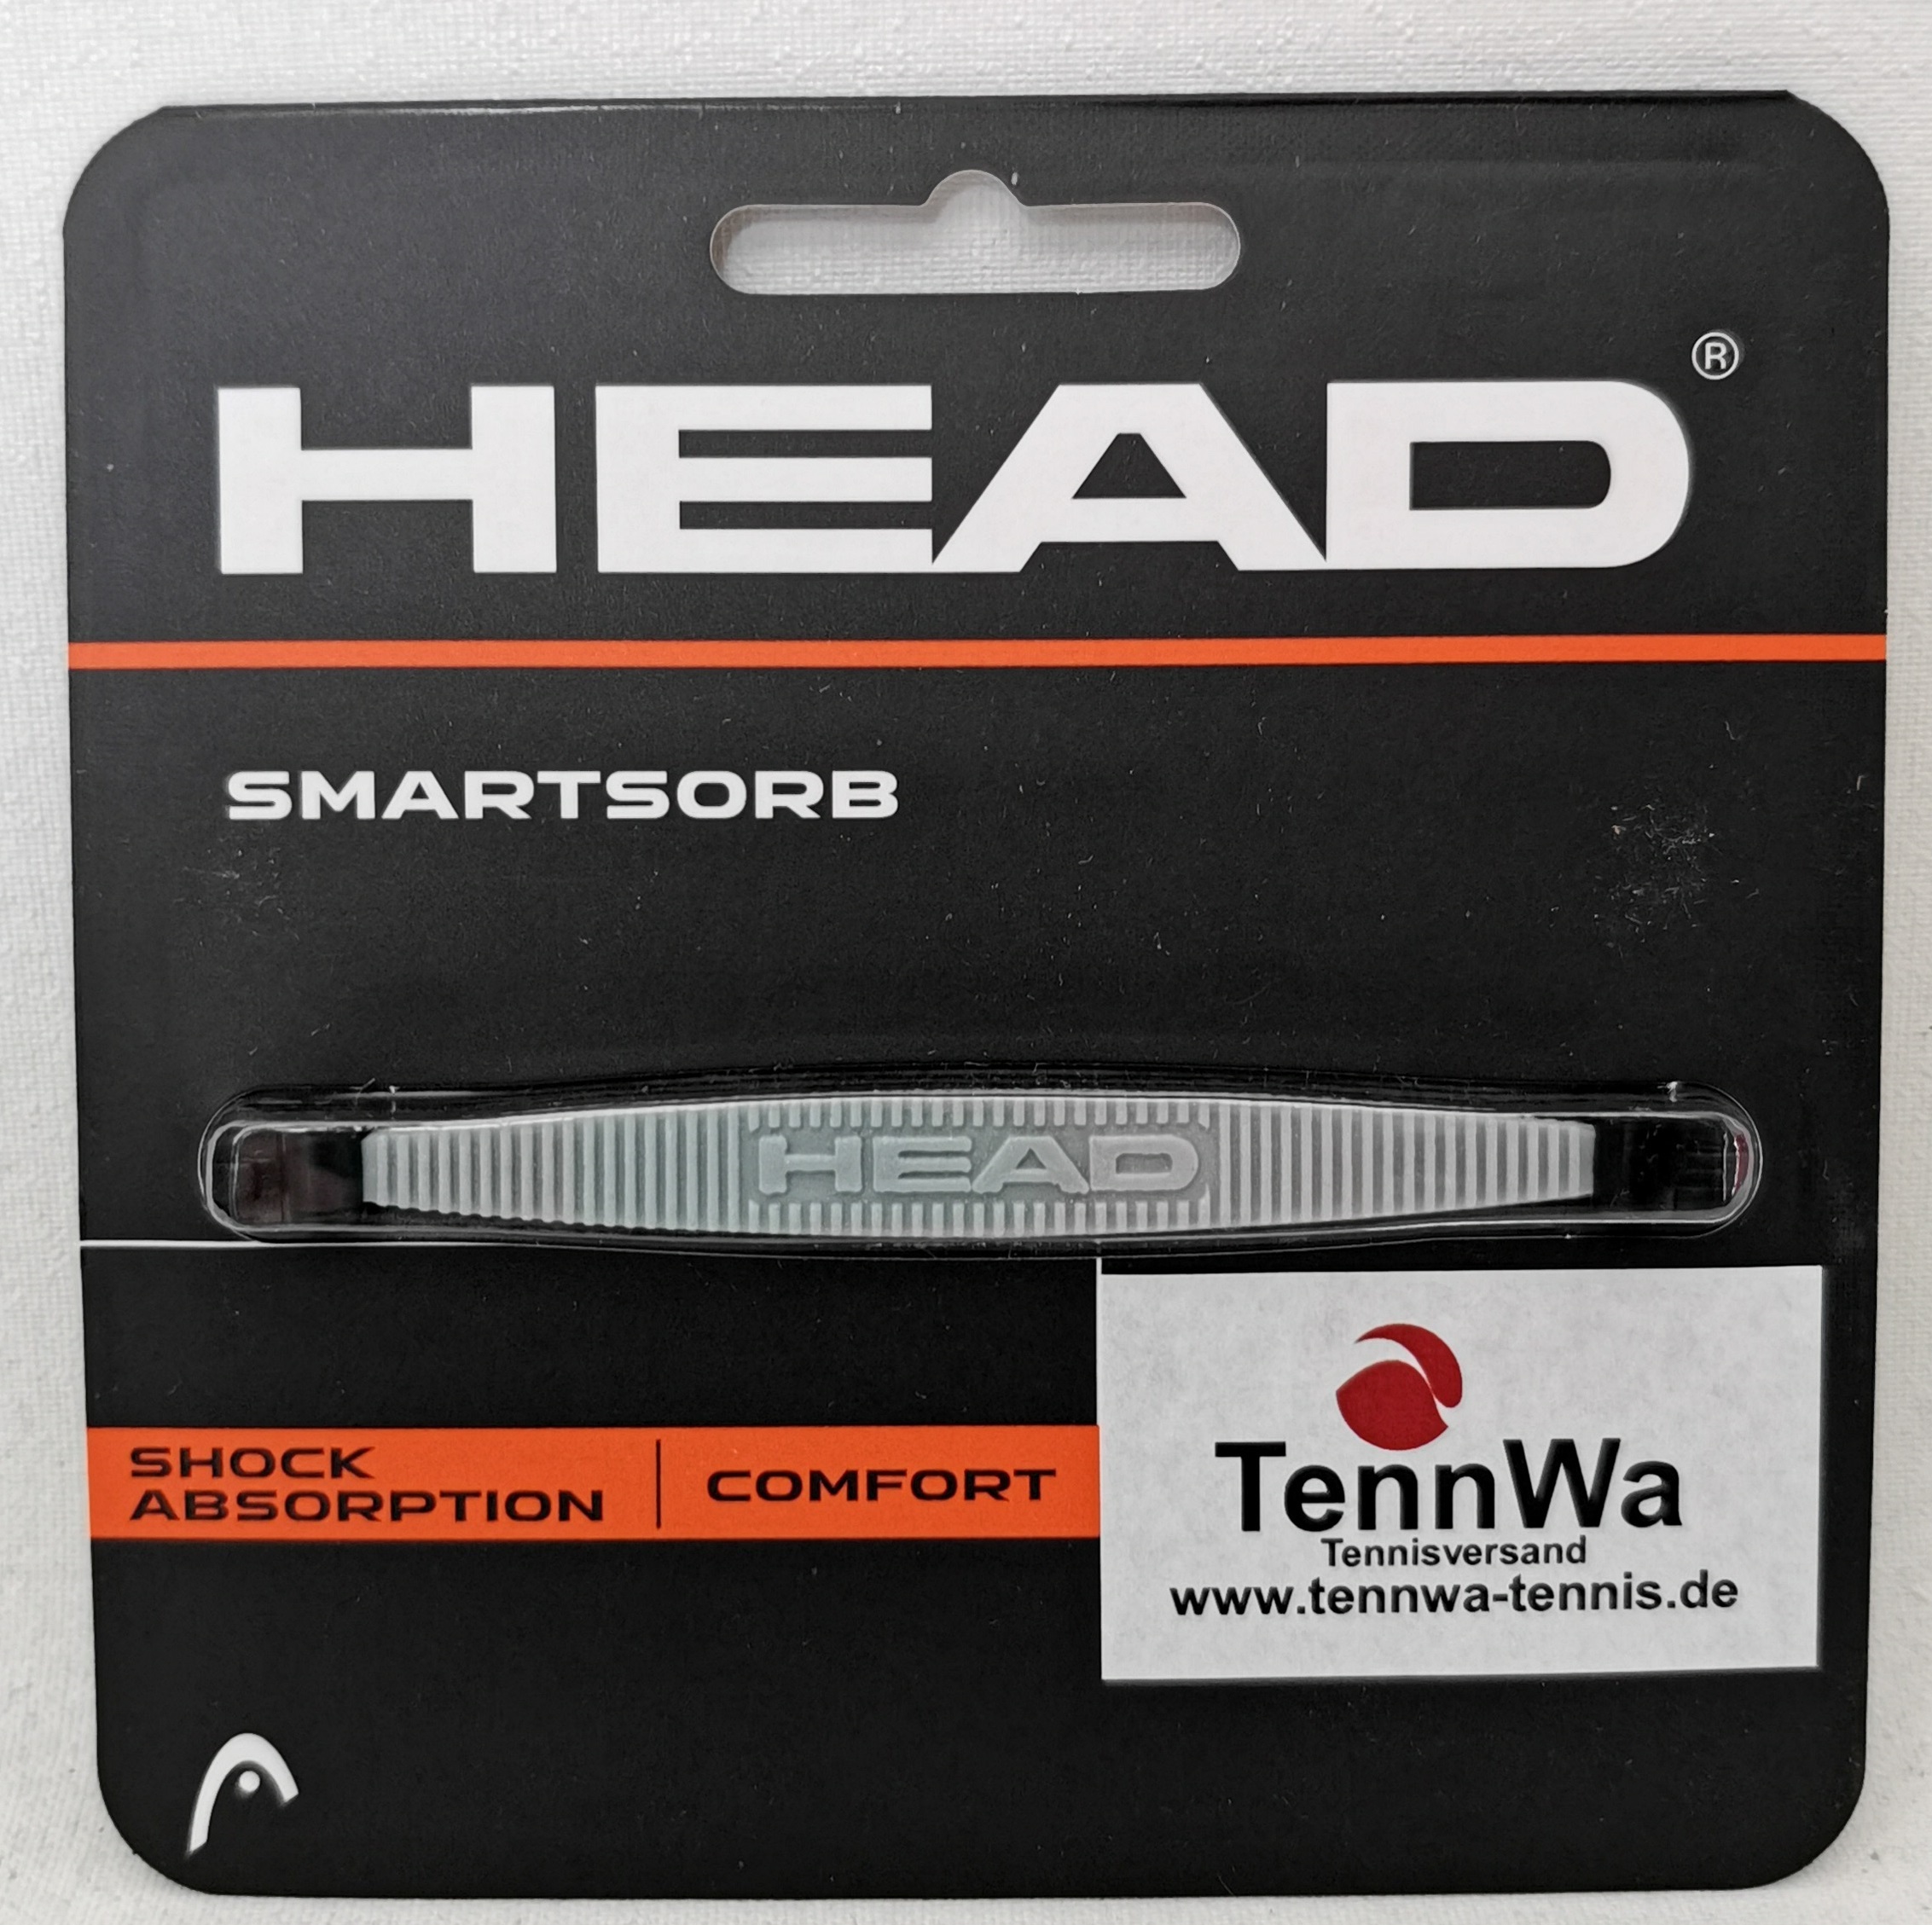 HEAD®
SMARTSORB
HEAD
SHOCK
ABSORPTION
COMFORT
TennWa
Tennisversand
www.tennwa-tennis.de